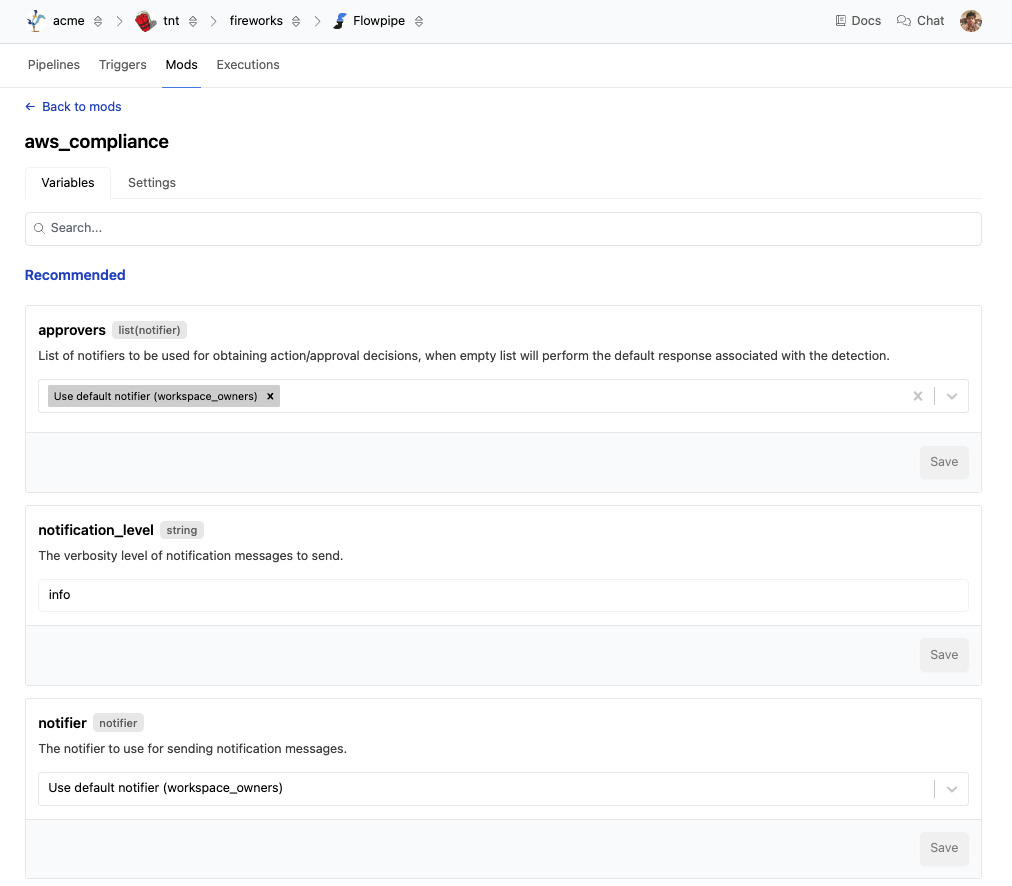 acme tnt fireworks Flowpipe Docs Chat
Pipelines Triggers Mods Executions
← Back to mods
aws_compliance
Variables Settings
Search...
Recommended
approvers list(notifier)
List of notifiers to be used for obtaining action/approval decisions, when empty list will perform the default response associated with the detection.
Use default notifier (workspace_owners) ×
Save
notification_level string
The verbosity level of notification messages to send.
info
Save
notifier notifier
The notifier to use for sending notification messages.
Use default notifier (workspace_owners)
Save